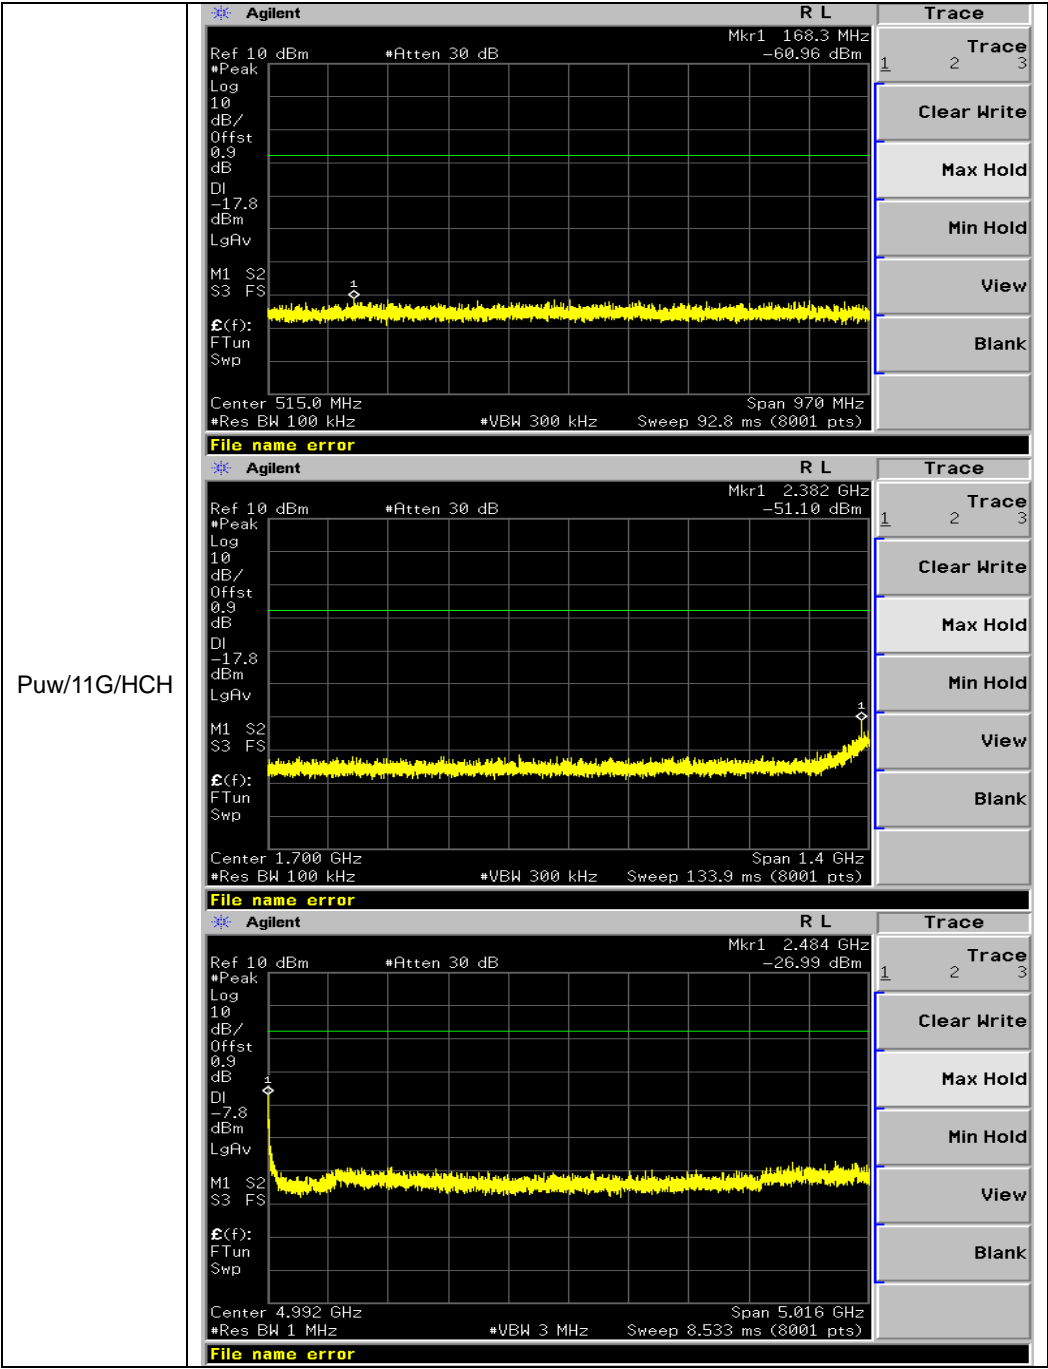 Puw/11G/HCH
Agilent R L Trace
Mkr1 168.3 MHz
Ref 10 dBm #Atten 30 dB -60.96 dBm
Trace
1 2 3
#Peak
Log
10
dB/
Offst
0.9
dB
DI
-17.8
dBm
LgAv
M1 S2
S3 FS
£(f):
FTun
Swp
1
Center 515.0 MHz Span 970 MHz
#Res BW 100 kHz #VBW 300 kHz Sweep 92.8 ms (8001 pts)
File name error
Clear Write
Max Hold
Min Hold
View
Blank
Agilent R L Trace
Mkr1 2.382 GHz
Ref 10 dBm #Atten 30 dB -51.10 dBm
Trace
1 2 3
#Peak
Log
10
dB/
Offst
0.9
dB
DI
-17.8
dBm
LgAv
M1 S2
S3 FS
£(f):
FTun
Swp
1
Center 1.700 GHz Span 1.4 GHz
#Res BW 100 kHz #VBW 300 kHz Sweep 133.9 ms (8001 pts)
File name error
Clear Write
Max Hold
Min Hold
View
Blank
Agilent R L Trace
Mkr1 2.484 GHz
Ref 10 dBm #Atten 30 dB -26.99 dBm
Trace
1 2 3
#Peak
Log
10
dB/
Offst
0.9
dB
DI
-7.8
dBm
LgAv
M1 S2
S3 FS
£(f):
FTun
Swp
1
Center 4.992 GHz Span 5.016 GHz
#Res BW 1 MHz #VBW 3 MHz Sweep 8.533 ms (8001 pts)
File name error
Clear Write
Max Hold
Min Hold
View
Blank